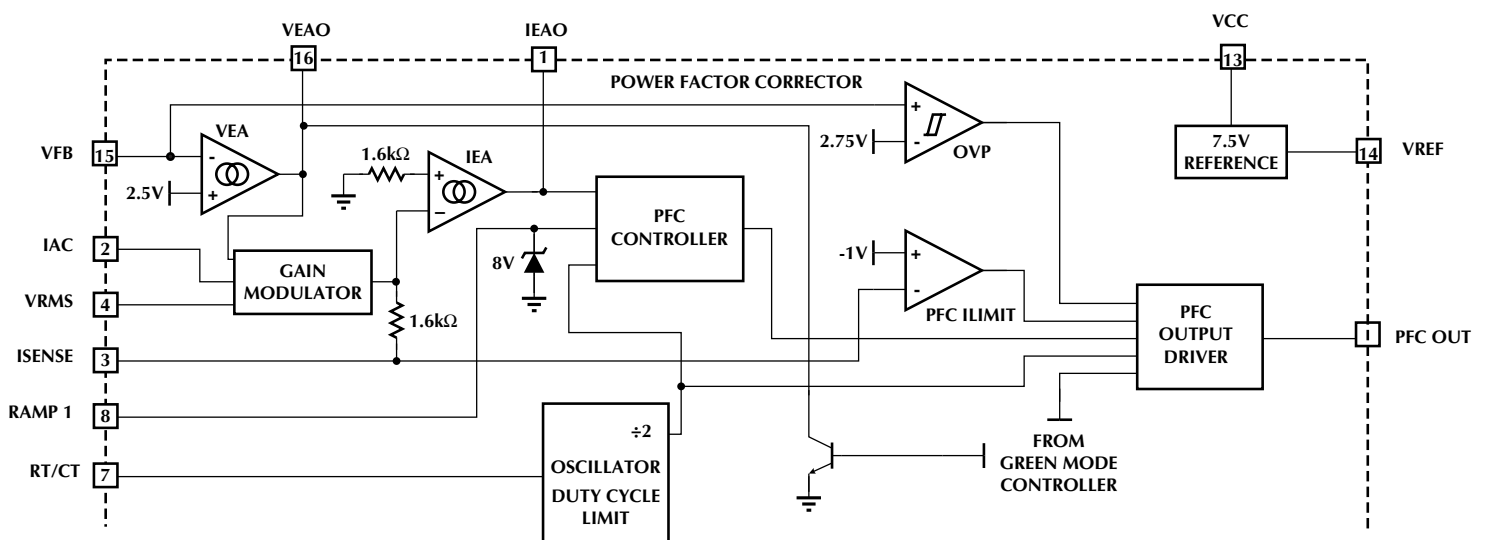 VEAO
16
IEAO
1
VCC
13
POWER FACTOR CORRECTOR
VFB
15
VEA
-
+
2.5V
1.6kΩ
IEA
+
–
2.75V
+
-
OVP
7.5V
REFERENCE
14
VREF
PFC
CONTROLLER
IAC
2
GAIN
MODULATOR
8V
-1V
+
-
PFC ILIMIT
VRMS
4
1.6kΩ
PFC
OUTPUT
DRIVER
PFC OUT
ISENSE
3
RAMP 1
8
÷2
OSCILLATOR
DUTY CYCLE
LIMIT
RT/CT
7
FROM
GREEN MODE
CONTROLLER